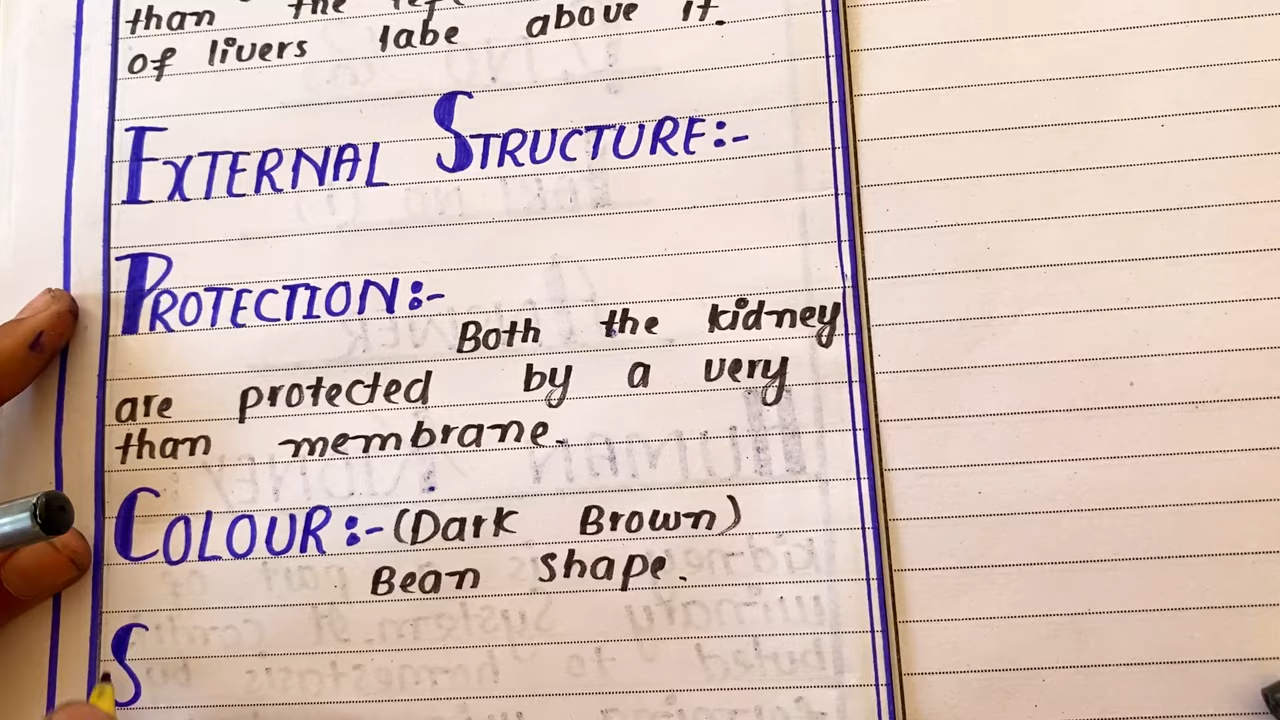 than the left
of livers labe above it.
EXTERNAL STRUCTURE:-
PROTECTION:-
Both the kidney
are protected by a very
than membrane.
COLOUR:-(Dark Brown)
Bean shape.
S